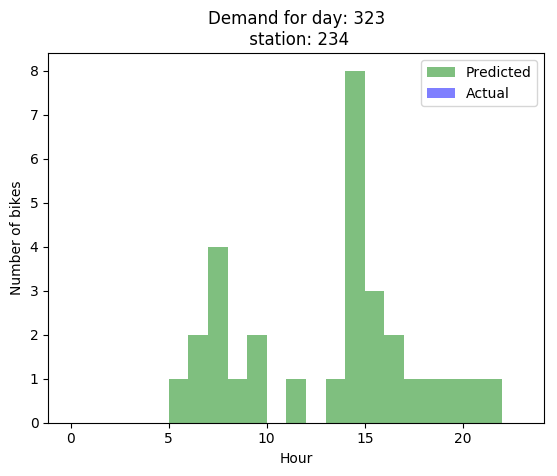 Demand for day: 323
station: 234
Predicted
Actual
Number of bikes
8
7
6
5
4
3
2
1
0
0 5 10 15 20
Hour